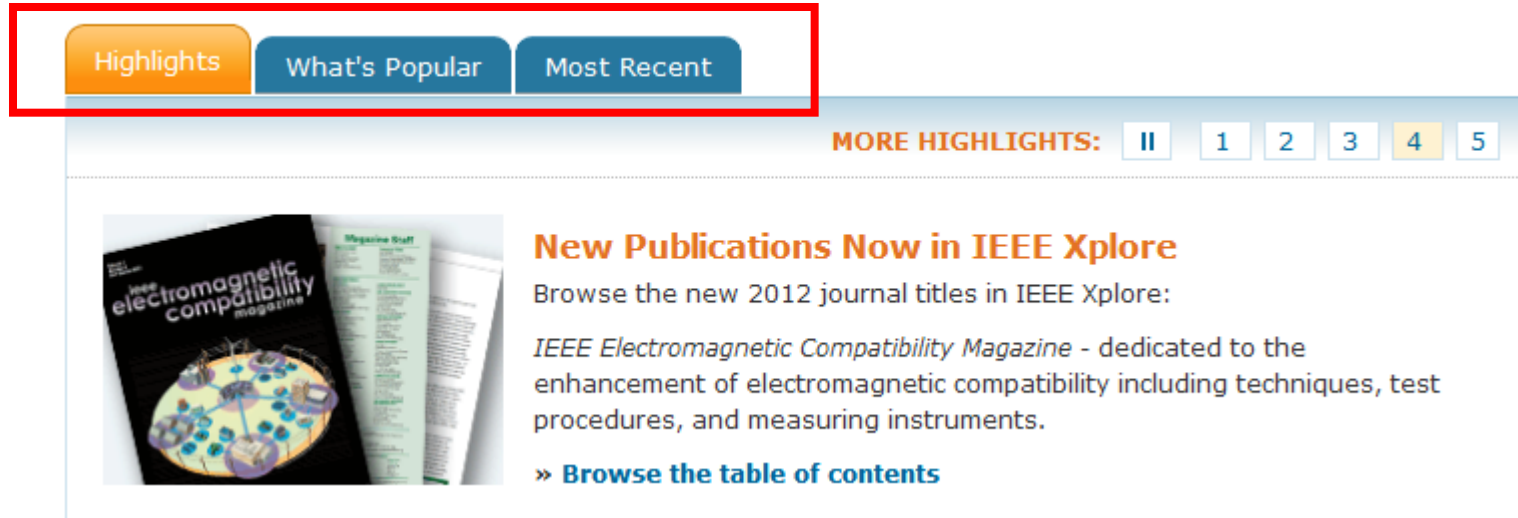 Highlights What's Popular Most Recent
MORE HIGHLIGHTS: II 1 2 3 4 5
ieee
electromagnetic
compatibility
magazine
Magazine Staff
New Publications Now in IEEE Xplore
Browse the new 2012 journal titles in IEEE Xplore:
IEEE Electromagnetic Compatibility Magazine - dedicated to the
enhancement of electromagnetic compatibility including techniques, test
procedures, and measuring instruments.
» Browse the table of contents